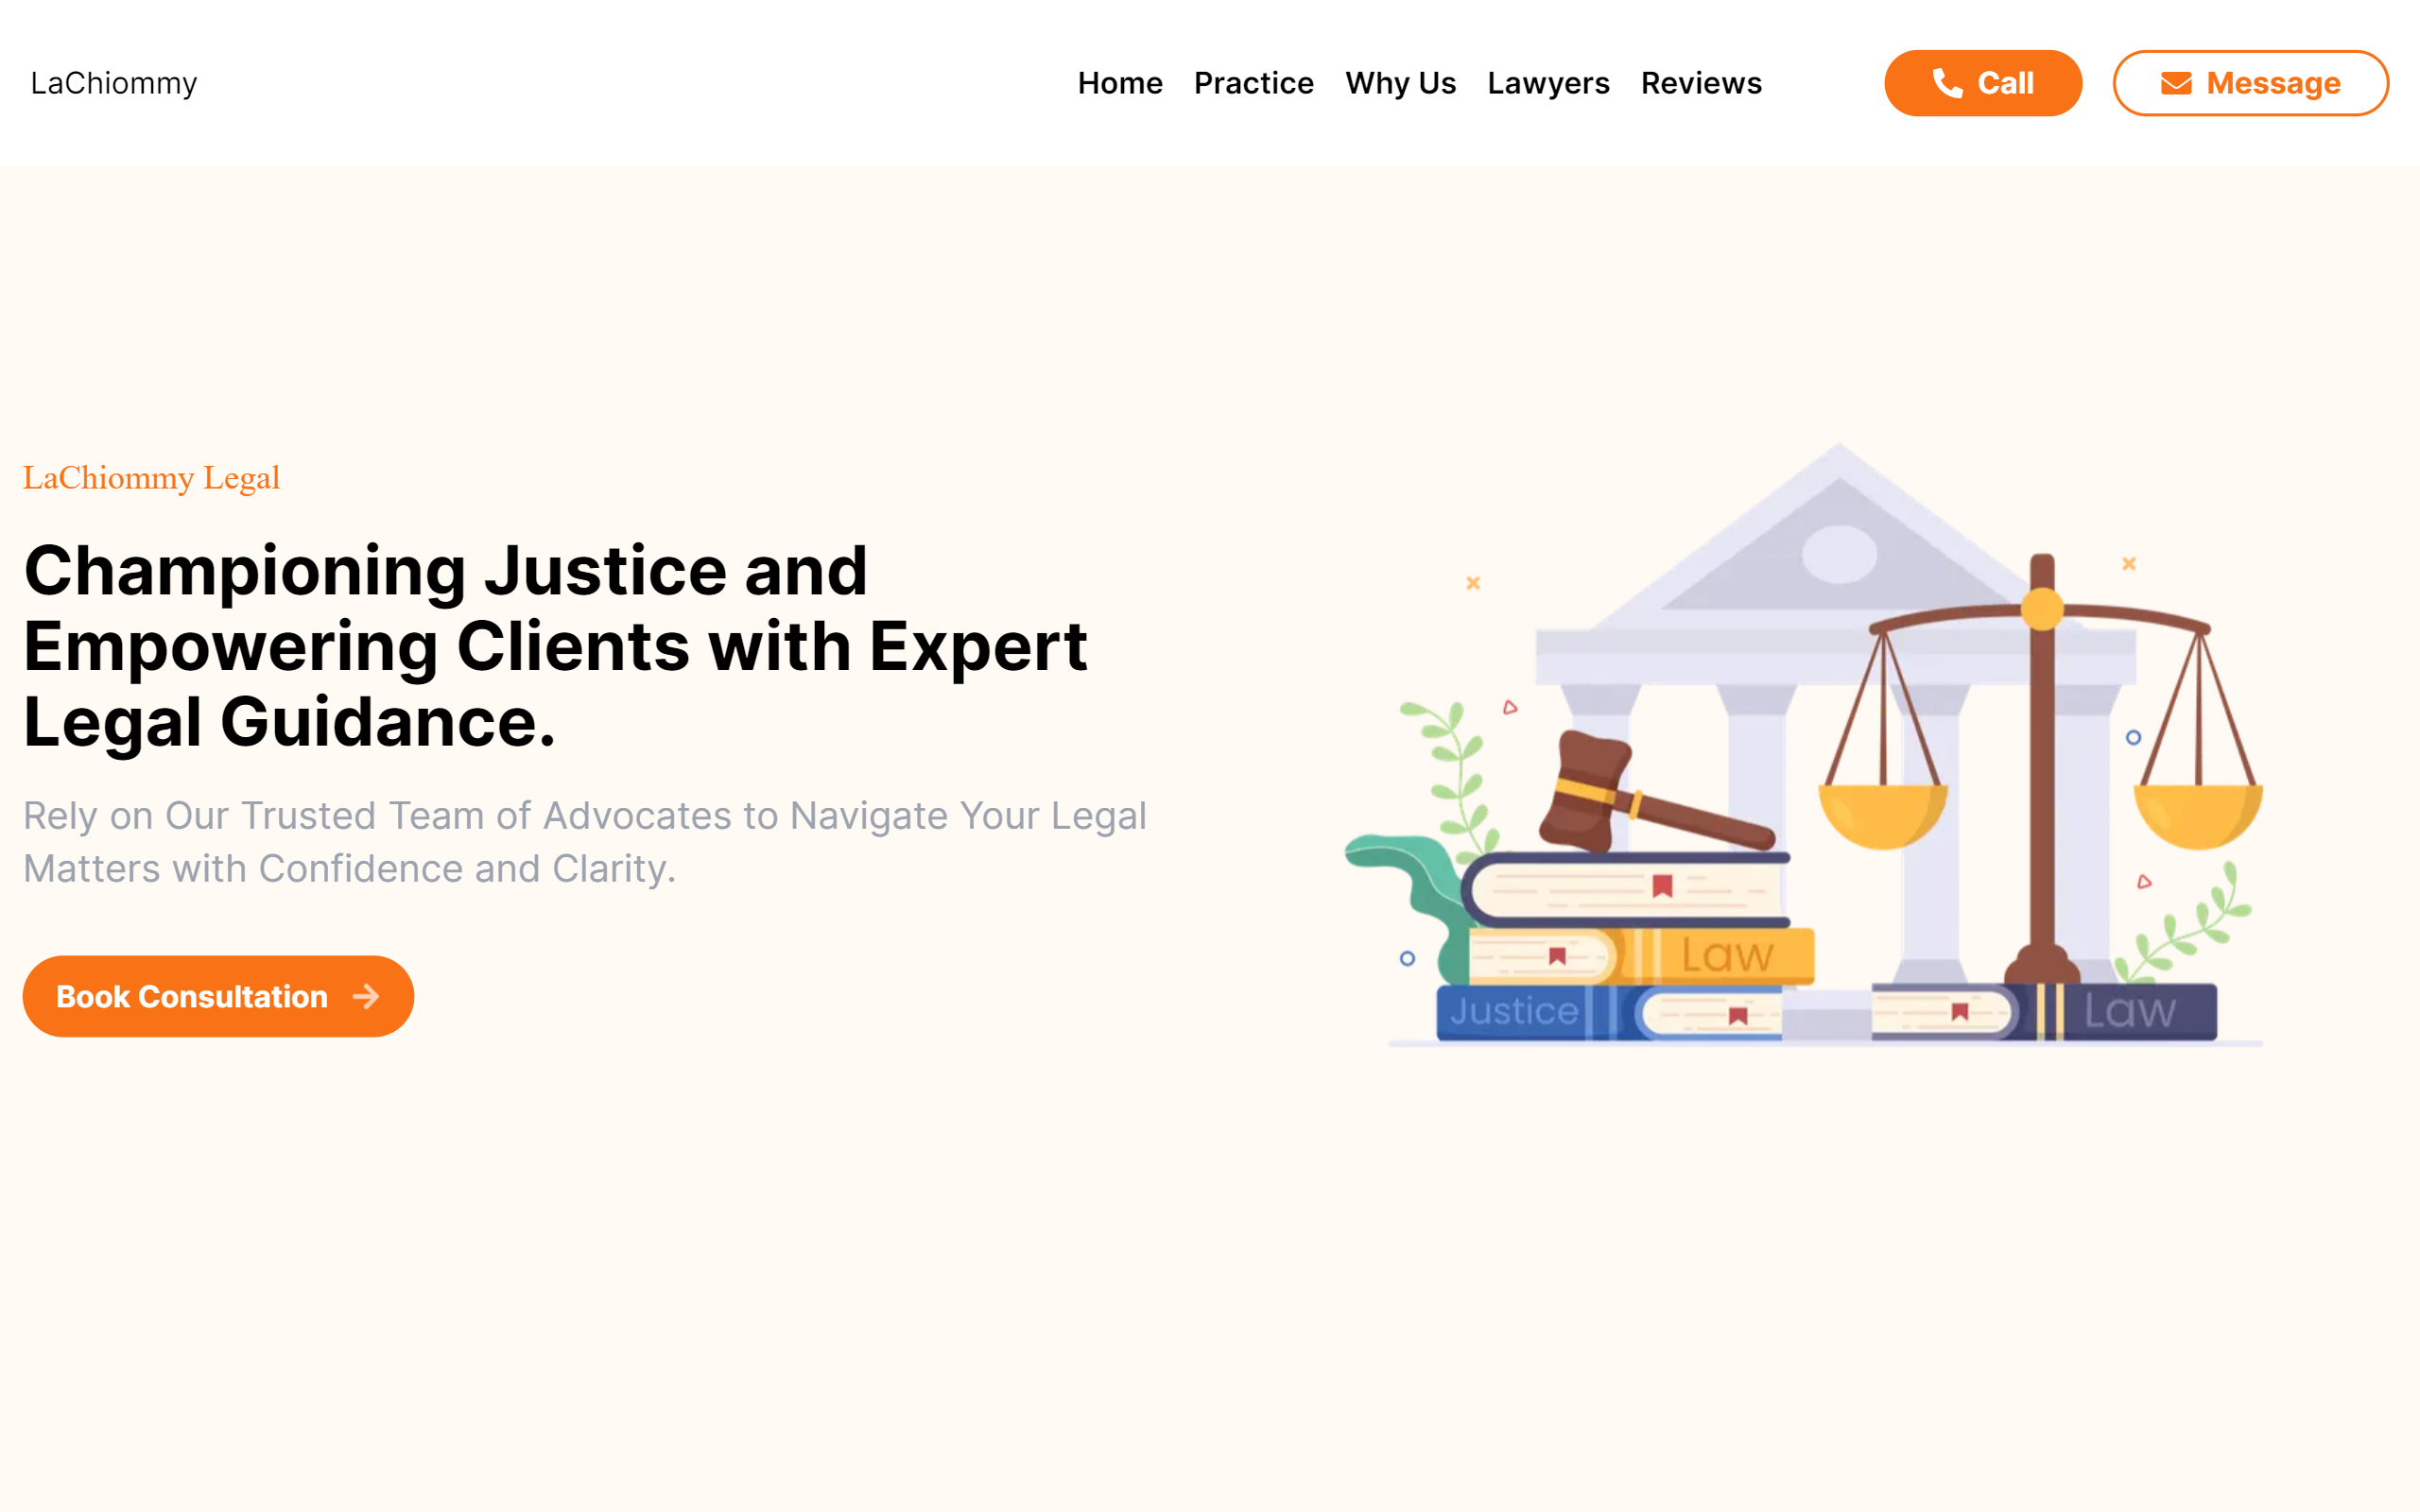 LaChiommy
Home Practice Why Us Lawyers Reviews Call Message
LaChiommy Legal
Championing Justice and
Empowering Clients with Expert
Legal Guidance.
Rely on Our Trusted Team of Advocates to Navigate Your Legal
Matters with Confidence and Clarity.
Book Consultation
Law
Justice
Law